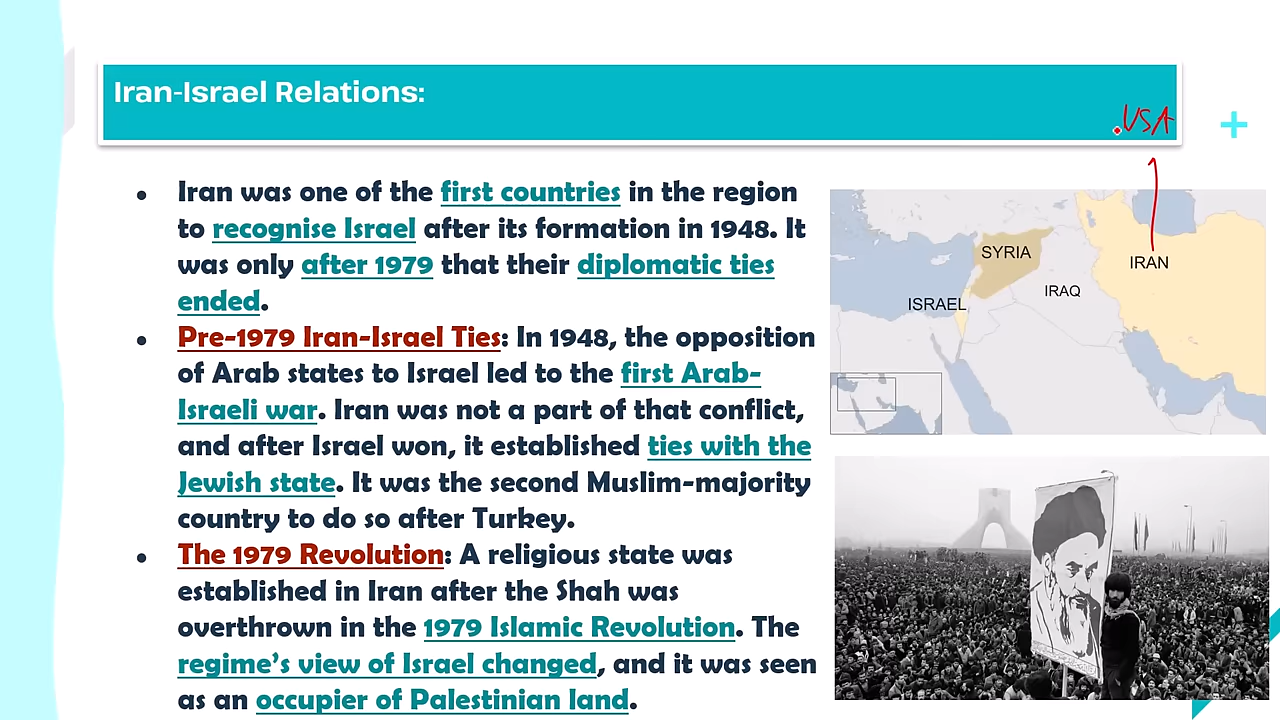 Iran-Israel Relations:
.USA
• Iran was one of the first countries in the region
to recognise Israel after its formation in 1948. It
was only after 1979 that their diplomatic ties
ended.
• Pre-1979 Iran-Israel Ties: In 1948, the opposition
of Arab states to Israel led to the first Arab-
Israeli war. Iran was not a part of that conflict,
and after Israel won, it established ties with the
Jewish state. It was the second Muslim-majority
country to do so after Turkey.
• The 1979 Revolution: A religious state was
established in Iran after the Shah was
overthrown in the 1979 Islamic Revolution. The
regime's view of Israel changed, and it was seen
as an occupier of Palestinian land.
SYRIA
IRAN
IRAQ
ISRAEL